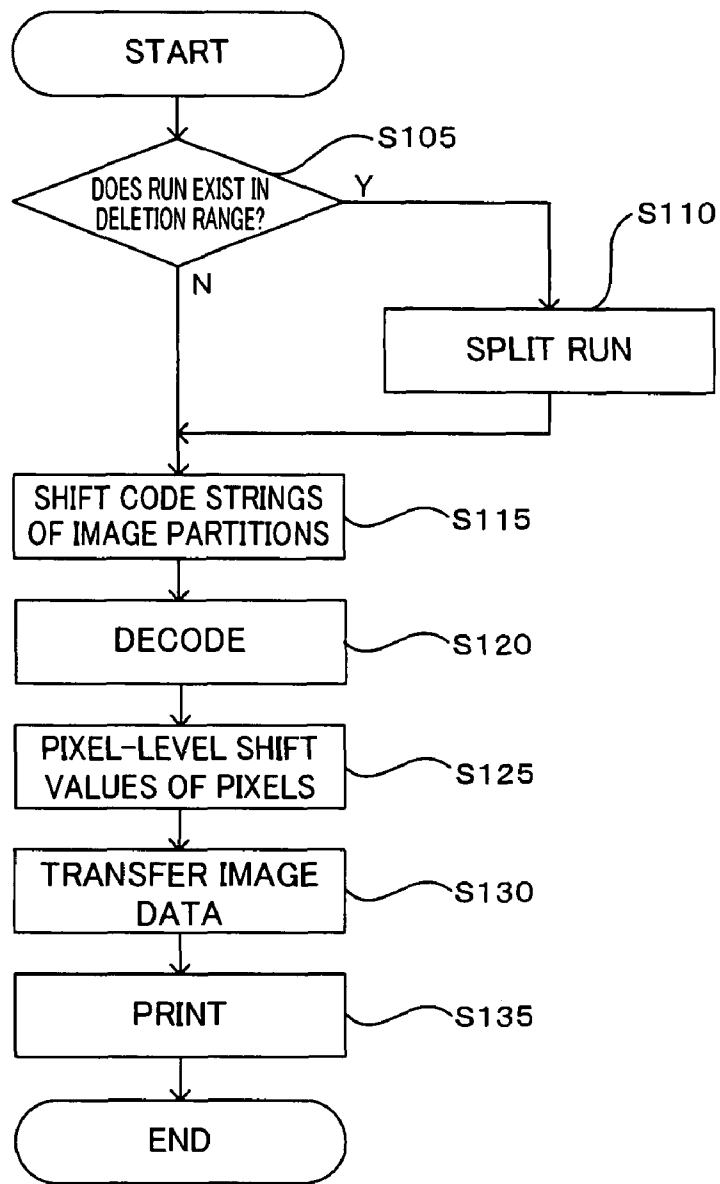 START
S105
DOES RUN EXIST IN
DELETION RANGE?
Y
N
S110
SPLIT RUN
SHIFT CODE STRINGS
OF IMAGE PARTITIONS
S115
DECODE
S120
PIXEL-LEVEL SHIFT
VALUES OF PIXELS
S125
TRANSFER IMAGE
DATA
S130
PRINT
S135
END